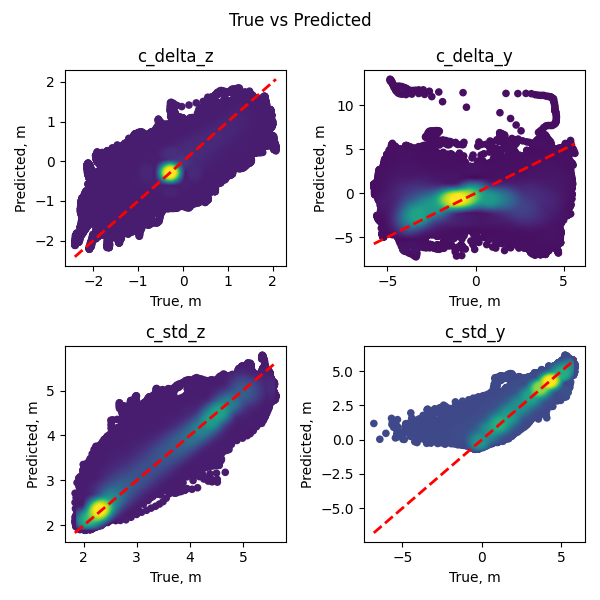 True vs Predicted
c_delta_z
c_delta_y
2
1
0
−1
−2
Predicted, m
−2
−1
0
1
2
True, m
10
5
0
−5
Predicted, m
−5
0
5
True, m
c_std_z
c_std_y
5
4
3
2
Predicted, m
2
3
4
5
True, m
5.0
2.5
0.0
−2.5
−5.0
Predicted, m
−5
0
5
True, m